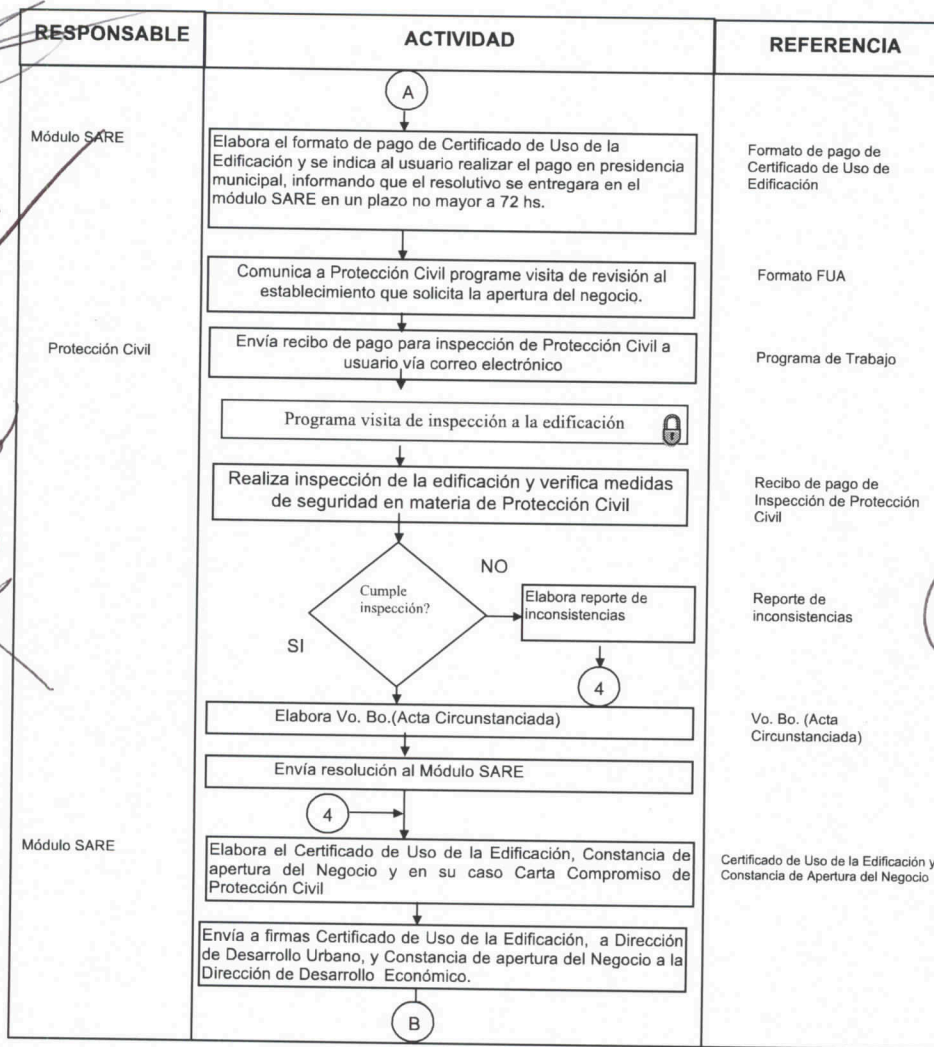 RESPONSABLE
ACTIVIDAD
REFERENCIA
A
Módulo SARE
Elabora el formato de pago de Certificado de Uso de la
Edificación y se indica al usuario realizar el pago en presidencia
municipal, informando que el resolutivo se entregara en el
módulo SARE en un plazo no mayor a 72 hs.
Formato de pago de
Certificado de Uso de
Edificación
Comunica a Protección Civil programe visita de revisión al
establecimiento que solicita la apertura del negocio.
Formato FUA
Protección Civil
Envía recibo de pago para inspección de Protección Civil a
usuario vía correo electrónico
Programa de Trabajo
Programa visita de inspección a la edificación
Realiza inspección de la edificación y verifica medidas
de seguridad en materia de Protección Civil
Recibo de pago de
Inspección de Protección
Civil
Cumple
inspección?
NO
SI
Elabora reporte de
inconsistencias
Reporte de
inconsistencias
4
Elabora Vo. Bo.(Acta Circunstanciada)
Vo. Bo. (Acta
Circunstanciada)
Envía resolución al Módulo SARE
4
Módulo SARE
Elabora el Certificado de Uso de la Edificación, Constancia de
apertura del Negocio y en su caso Carta Compromiso de
Protección Civil
Certificado de Uso de la Edificación y
Constancia de Apertura del Negocio
Envía a firmas Certificado de Uso de la Edificación, a Dirección
de Desarrollo Urbano, y Constancia de apertura del Negocio a la
Dirección de Desarrollo Económico.
B